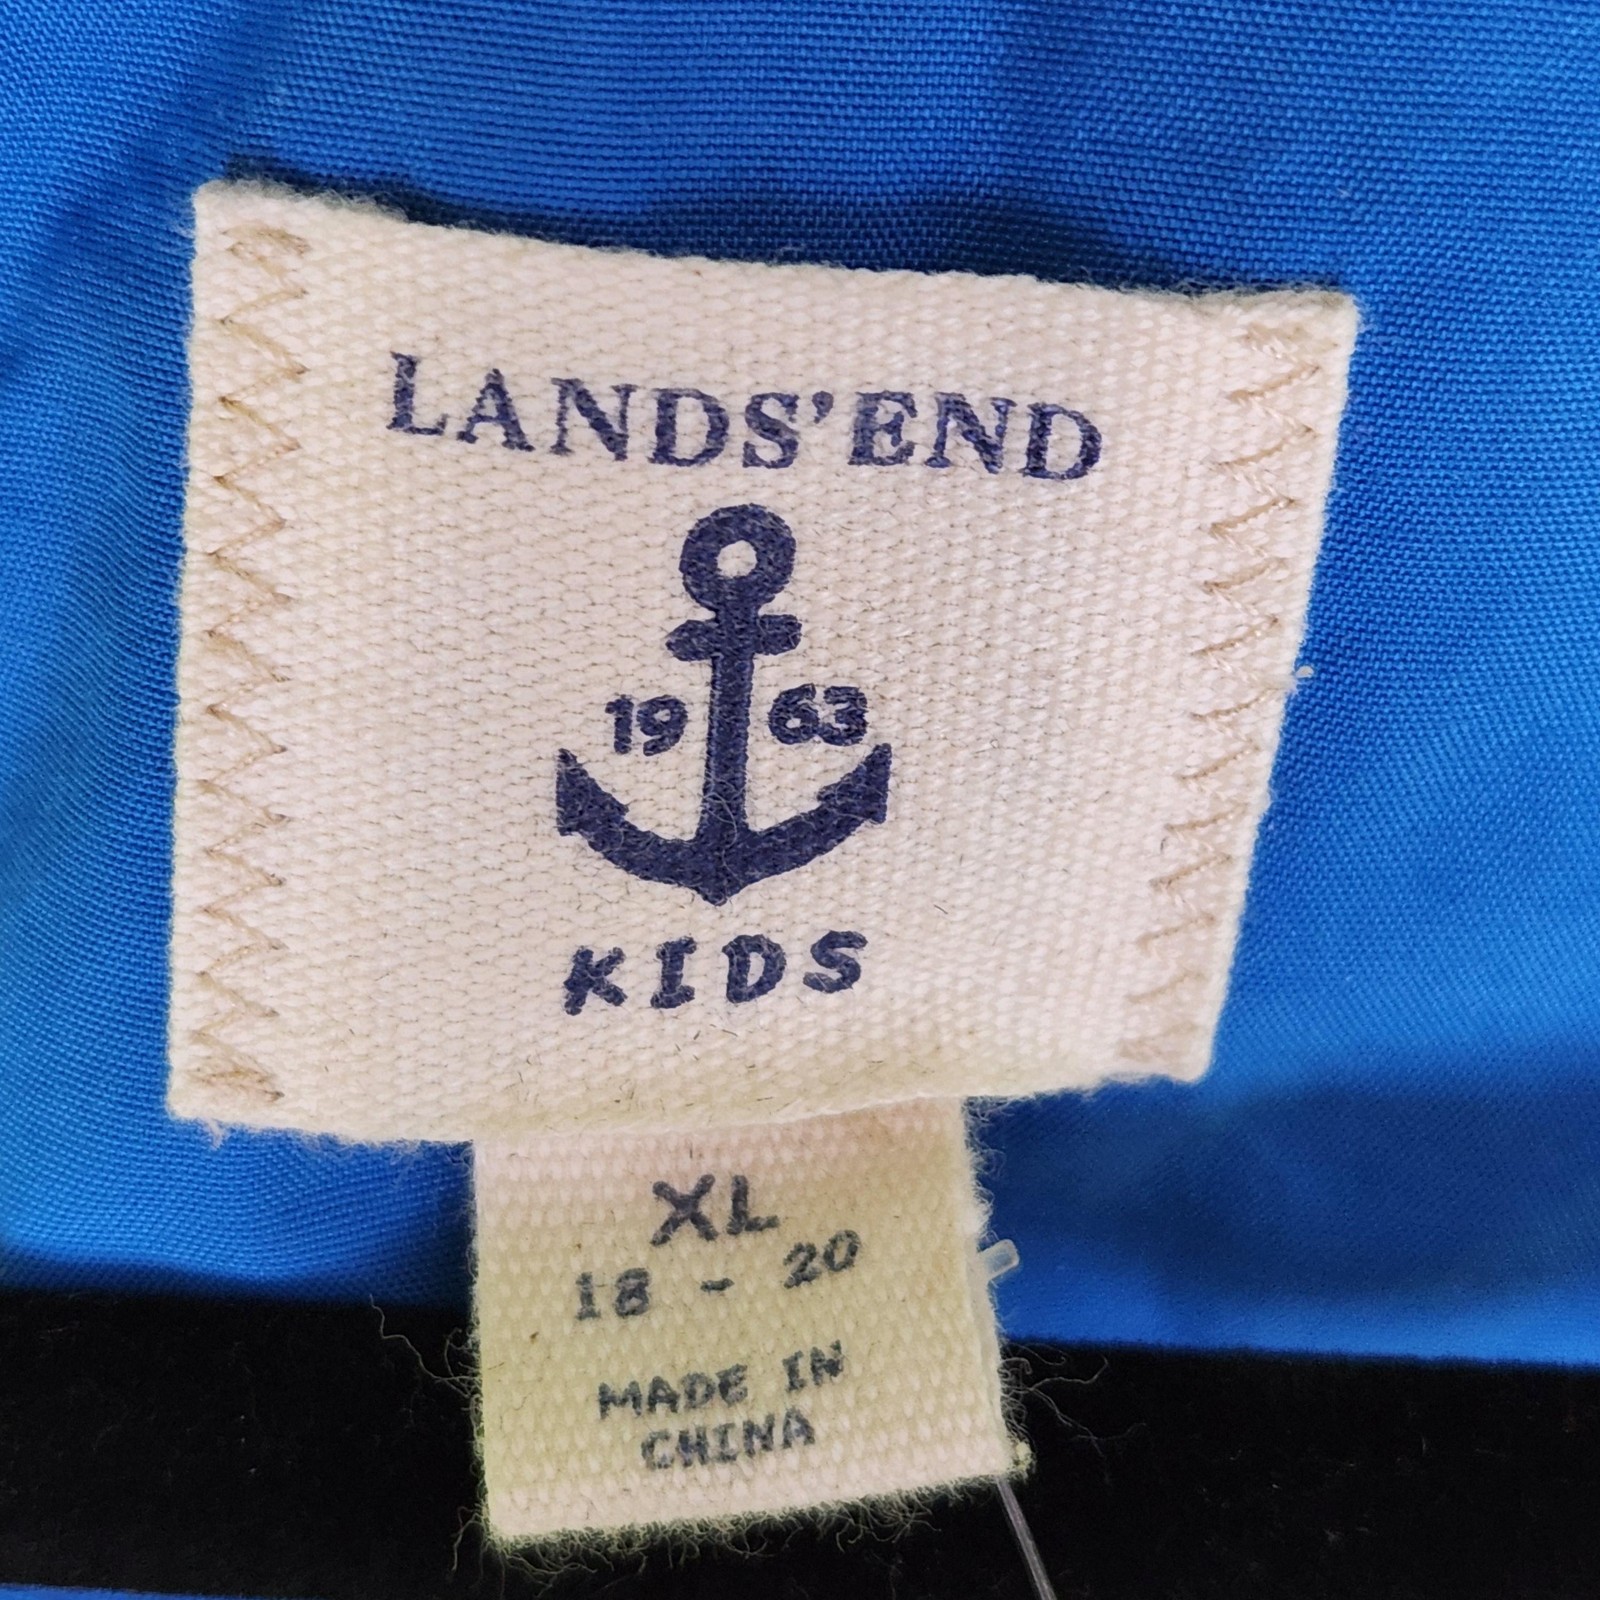 LANDS'END
19 63
KIDS
XL
18 - 20
MADE IN
CHINA